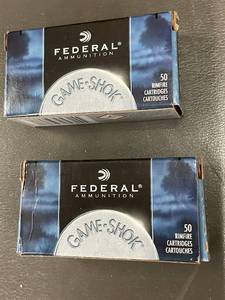 FEDERAL®
AMMUNITION
GAME-SHOK®
50
RIMFIRE
CARTRIDGES
CARTOUCHES
FEDERAL®
AMMUNITION
GAME-SHOK®
50
RIMFIRE
CARTRIDGES
CARTOUCHES